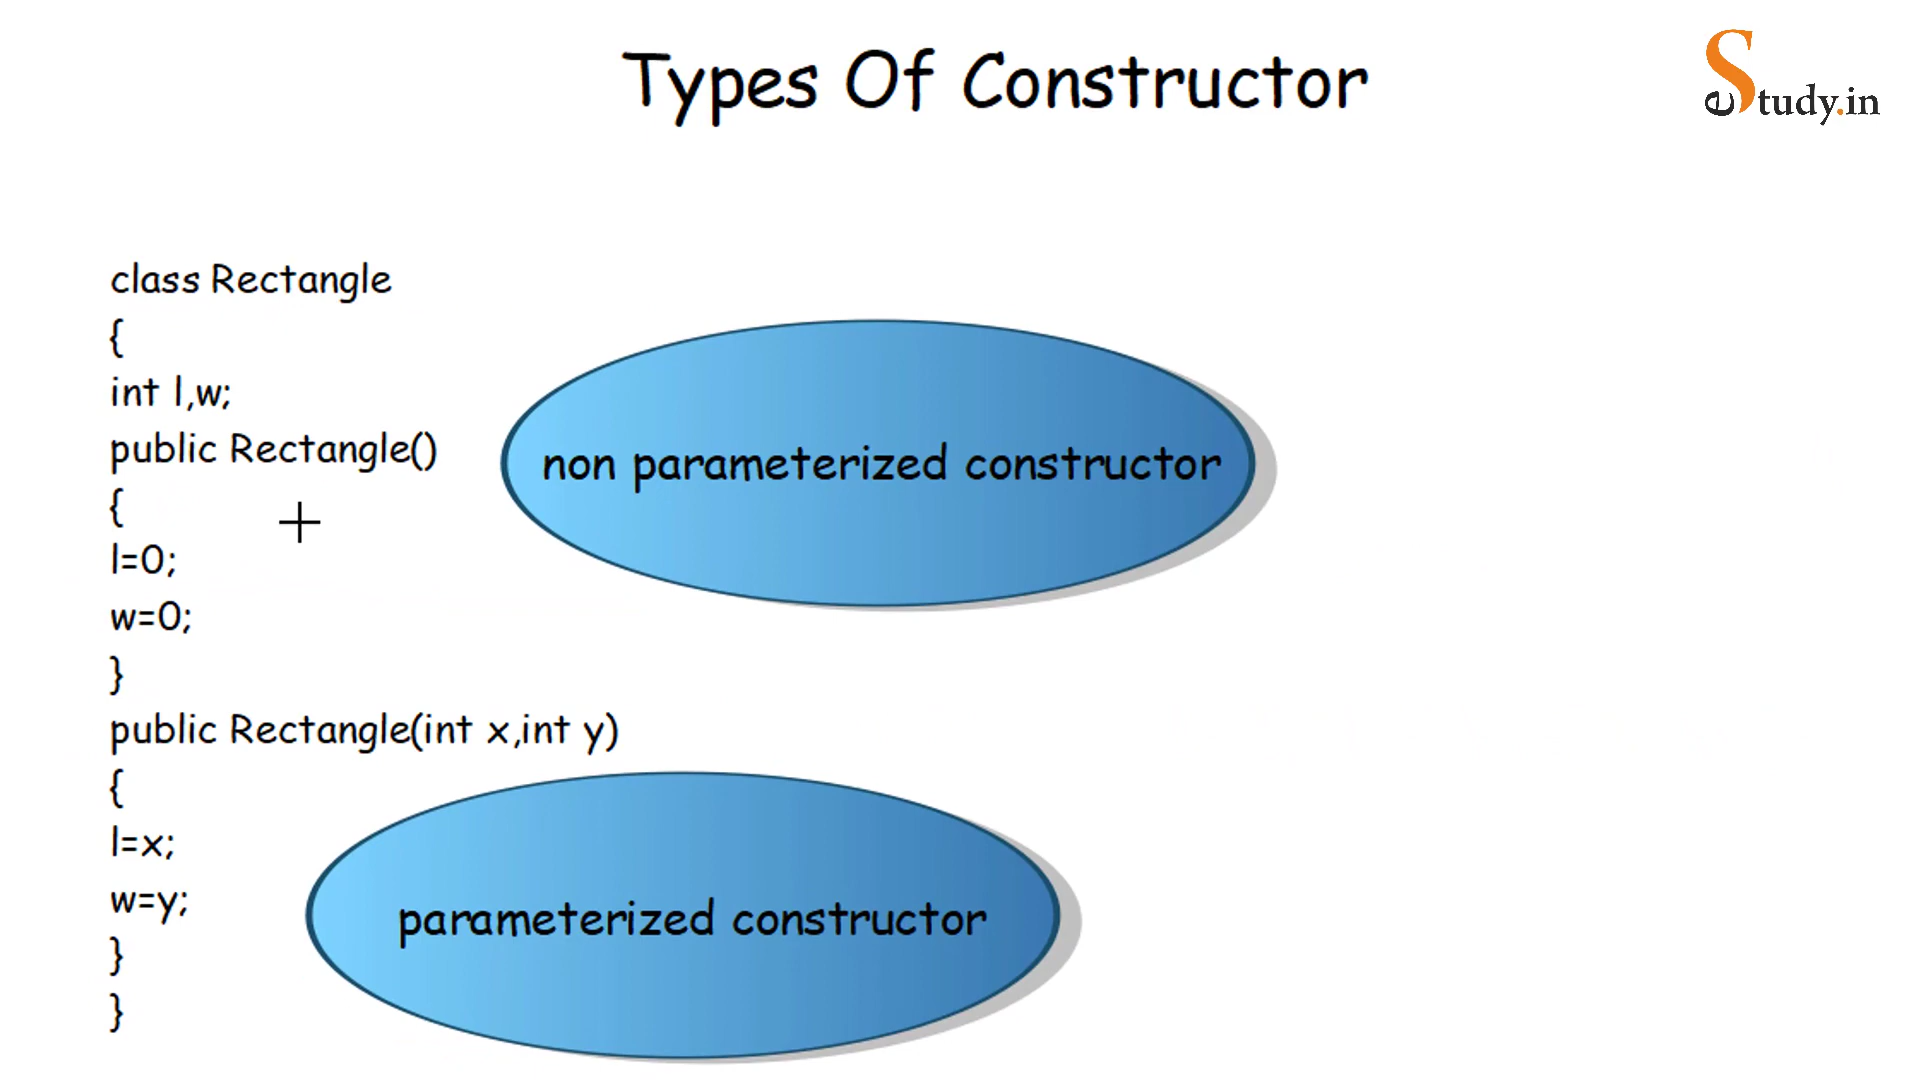 Types Of Constructor
eStudy.in
class Rectangle
{
int l,w;
public Rectangle()
non parameterized constructor
{
l=0;
w=0;
}
public Rectangle(int x,int y)
{
l=x;
w=y;
parameterized constructor
}
}